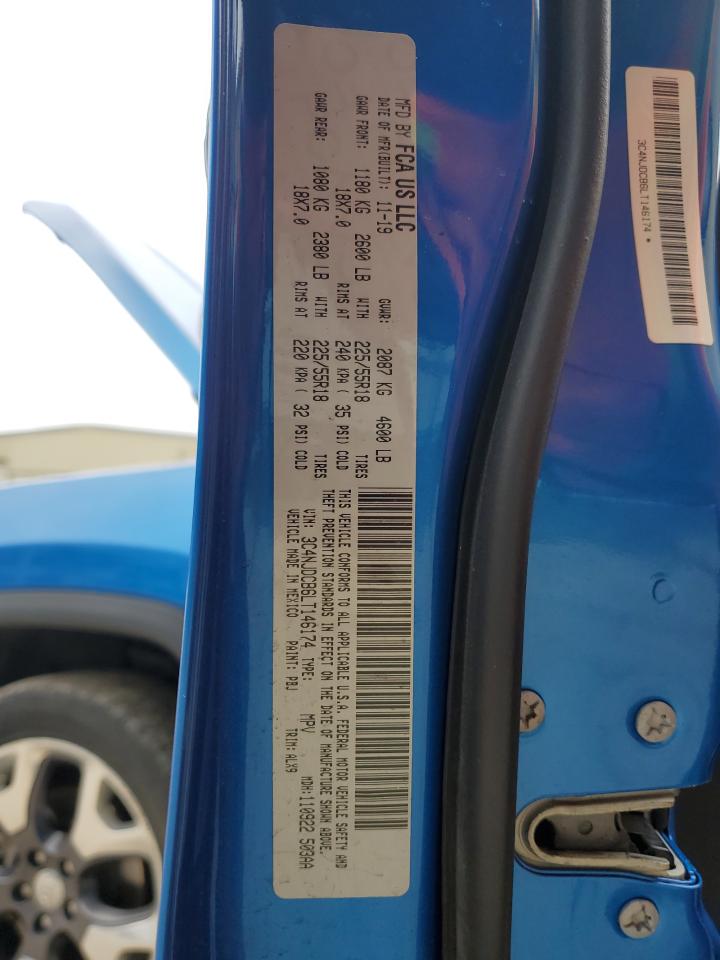 MFD BY FCA US LLC
DATE OF MFR(BUILT): 11-19 GVWR: 2087 KG 4600 LB
GAWR FRONT: 1180 KG 2600 LB WITH 225/55R18 TIRES
18X7.0 RIMS AT 240 KPA ( 35 PSI) COLD
GAWR REAR: 1080 KG 2380 LB WITH 225/55R18 TIRES
18X7.0 RIMS AT 220 KPA ( 32 PSI) COLD
THIS VEHICLE CONFORMS TO ALL APPLICABLE U.S.A. FEDERAL MOTOR VEHICLE SAFETY AND
THEFT PREVENTION STANDARDS IN EFFECT ON THE DATE OF MANUFACTURE SHOWN ABOVE.
VIN: 3C4NJDCB6LT146174 TYPE: MPV MDH:110922 503AA
VEHICLE MADE IN MEXICO PAINT: PBJ TRIM:ALX9
3C4NJDCB6LT146174 *